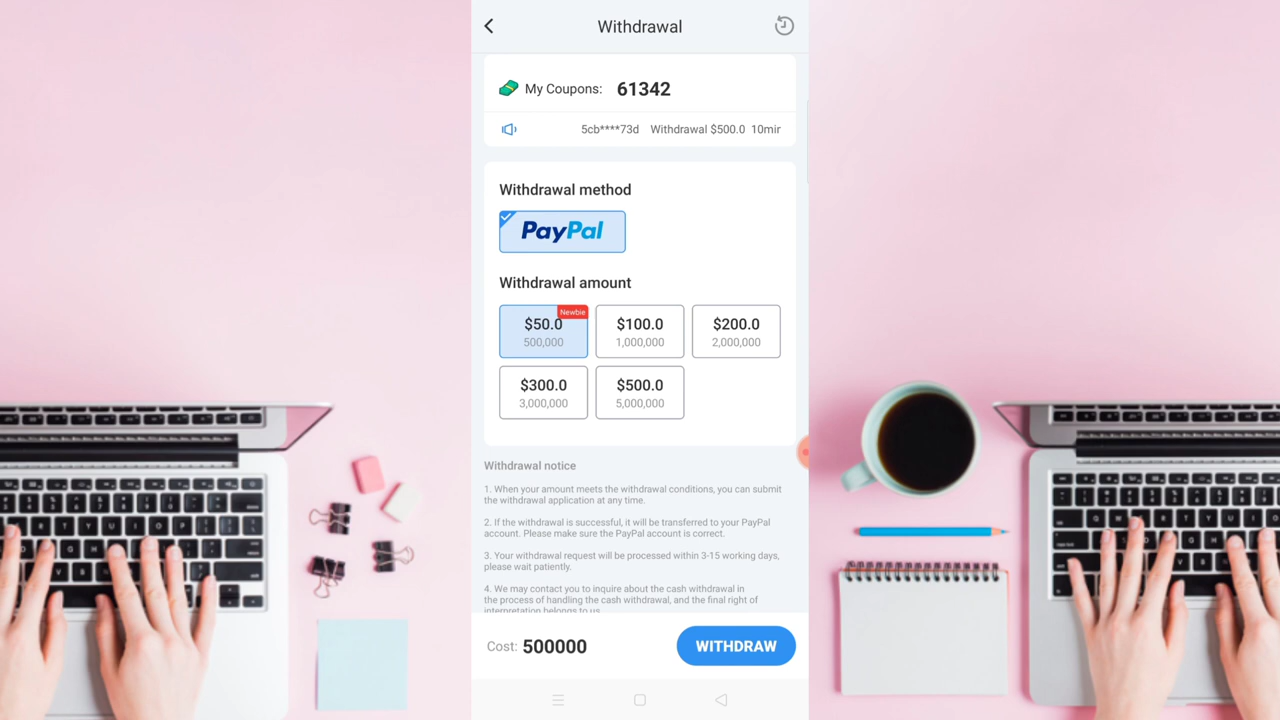 Withdrawal
My Coupons: 61342
5cb****73d Withdrawal $500.0 10mir
Withdrawal method
PayPal
Withdrawal amount
Newbie
$50.0 $100.0 $200.0
500,000 1,000,000 2,000,000
$300.0 $500.0
3,000,000 5,000,000
Withdrawal notice
1. When your amount meets the withdrawal conditions, you can submit
the withdrawal application at any time.
2. If the withdrawal is successful, it will be transferred to your PayPal
account. Please make sure the PayPal account is correct.
3. Your withdrawal request will be processed within 3-15 working days,
please wait patiently.
4. We may contact you to inquire about the cash withdrawal in
the process of handling the cash withdrawal, and the final right of
interpretation belongs to us
Cost: 500000
WITHDRAW